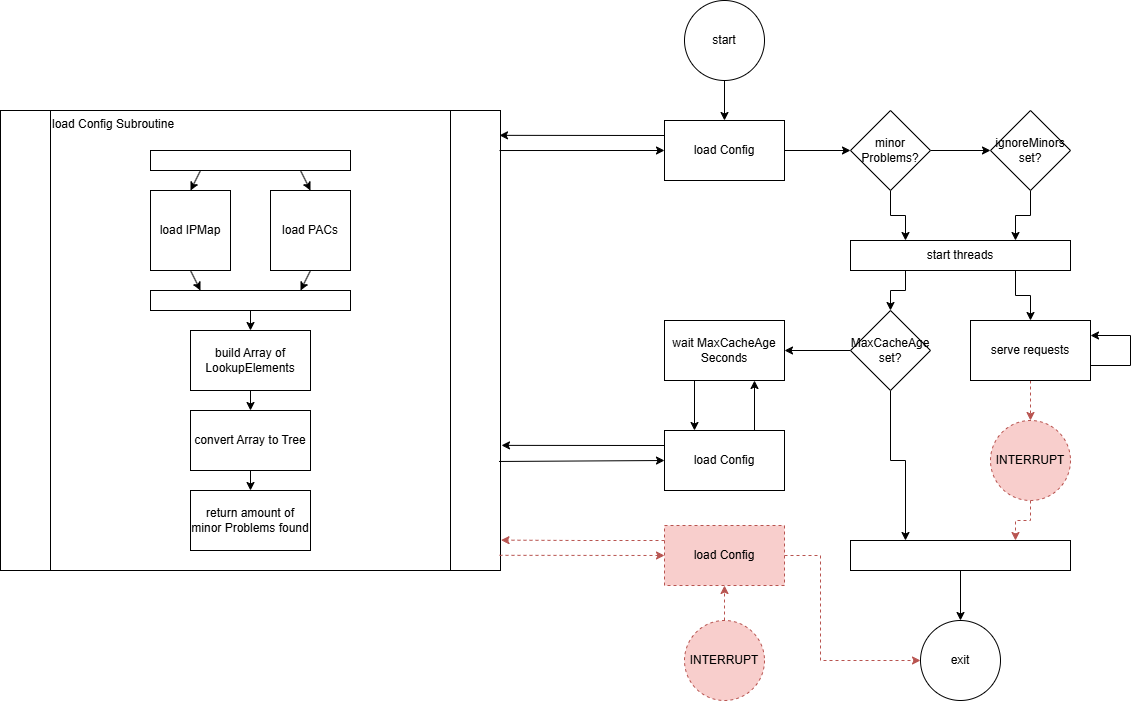 start
load Config Subroutine
load Config
minor
Problems?
ignoreMinors
set?
load IPMap
load PACs
start threads
build Array of
LookupElements
wait MaxCacheAge
Seconds
MaxCacheAge
set?
serve requests
convert Array to Tree
load Config
INTERRUPT
return amount of
minor Problems found
load Config
INTERRUPT
exit